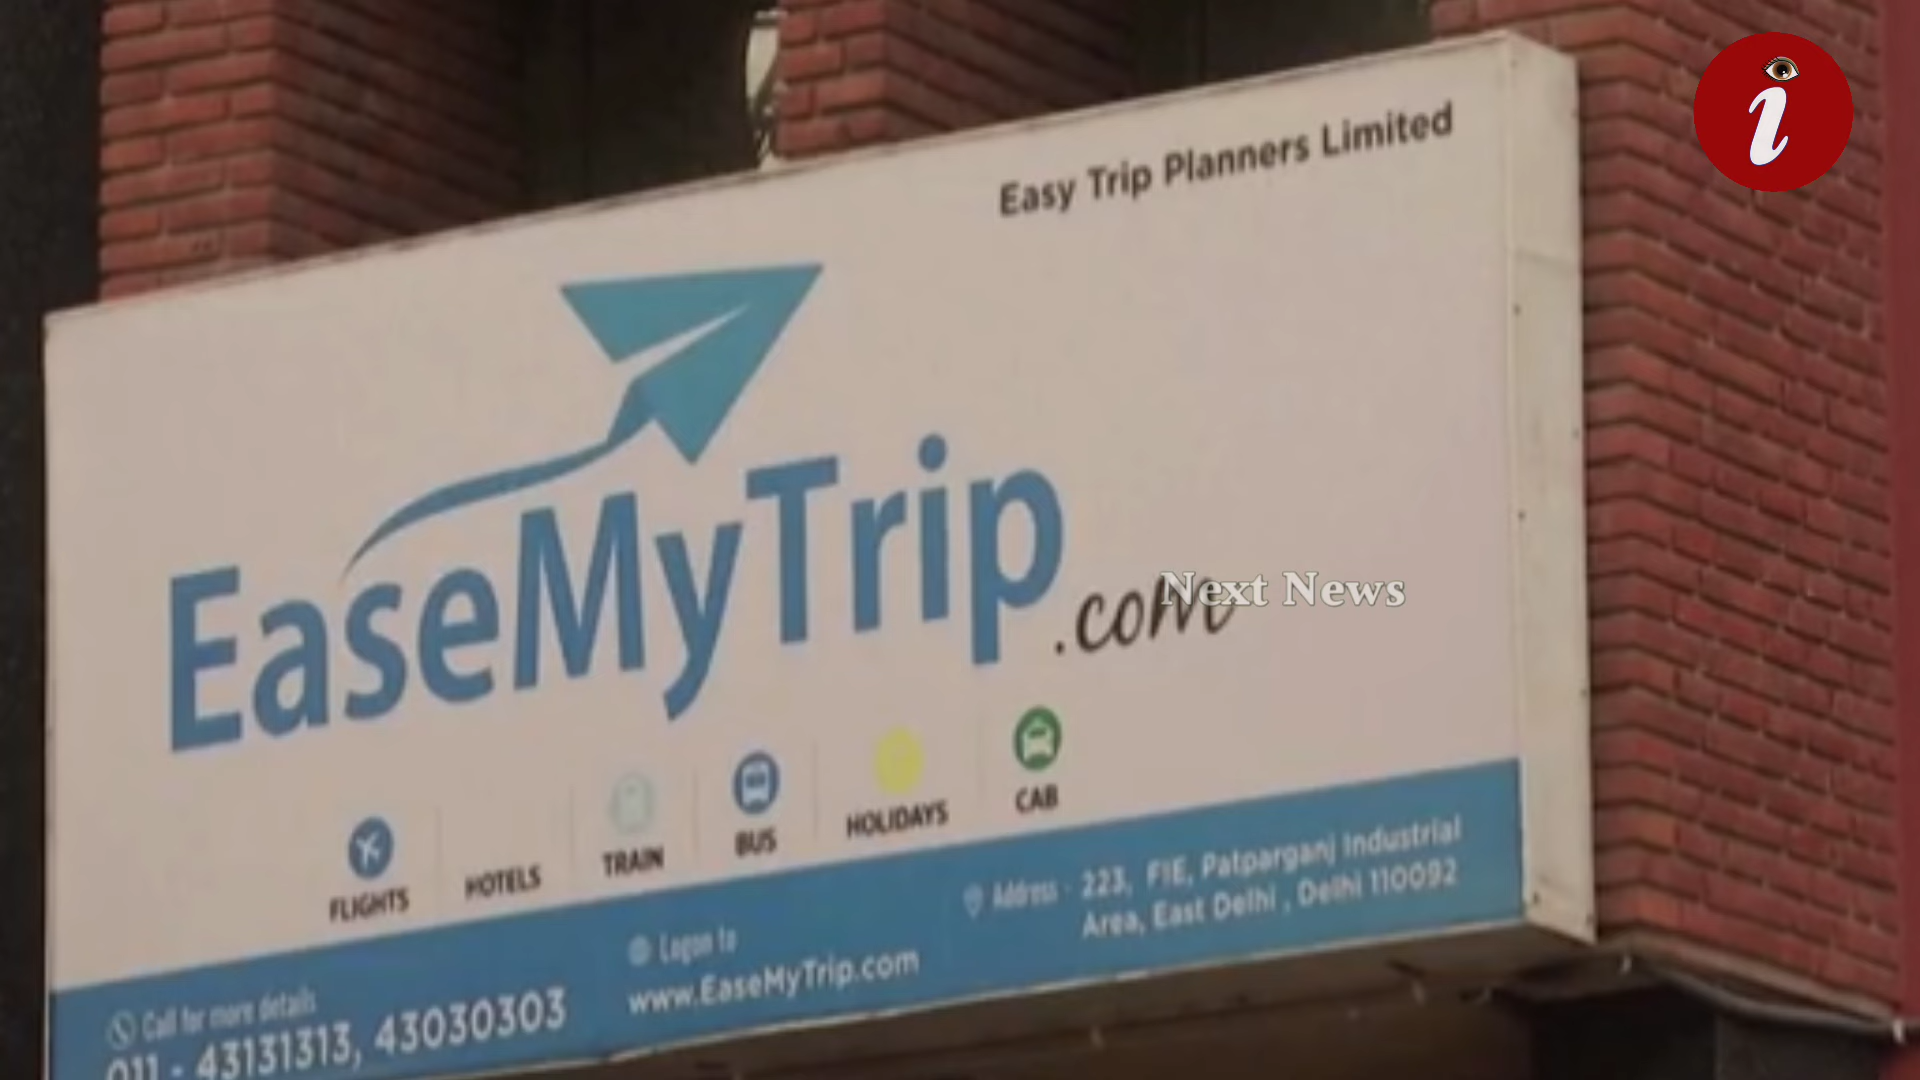 i
Easy Trip Planners Limited
EaseMyTrip
.com
Next News
FLIGHTS
HOTELS
TRAIN
BUS
HOLIDAYS
CAB
Call for more details
011 - 43131313, 43030303
Logon to
www.EaseMyTrip.com
Address - 223, FIE, Patparganj Industrial
Area, East Delhi , Delhi 110092